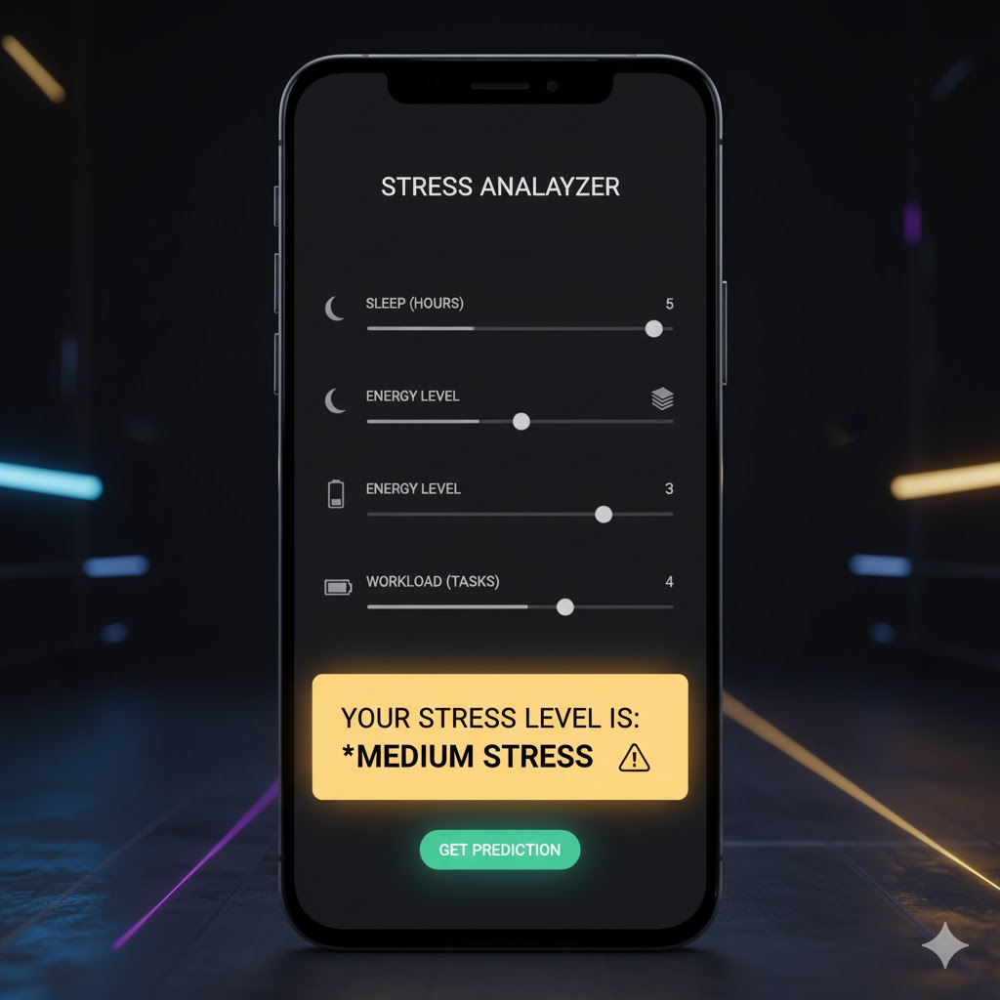 STRESS ANALAYZER
SLEEP (HOURS) 5
ENERGY LEVEL
ENERGY LEVEL 3
WORKLOAD (TASKS) 4
YOUR STRESS LEVEL IS:
*MEDIUM STRESS
GET PREDICTION